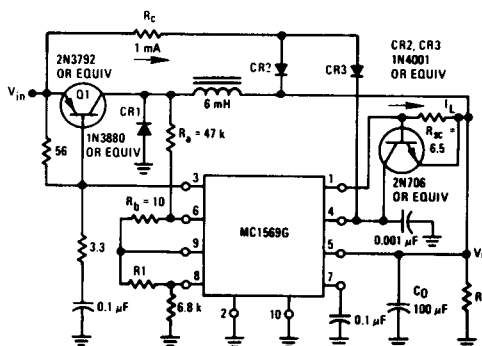 Rc
1 mA
2N3792
OR EQUIV
CR2
CR3
CR2, CR3
1N4001
OR EQUIV
Vin
Q1
CR1
6 mH
IL
1N3880
OR EQUIV
Ra = 47 k
Rsc =
6.5
56
2N706
OR EQUIV
3
1
Rb = 10
6
MC1569G
4
0.001 µF
9
5
3.3
R1
8
7
CO
100 µF
R
0.1 µF
6.8 k
2
10
0.1 µF